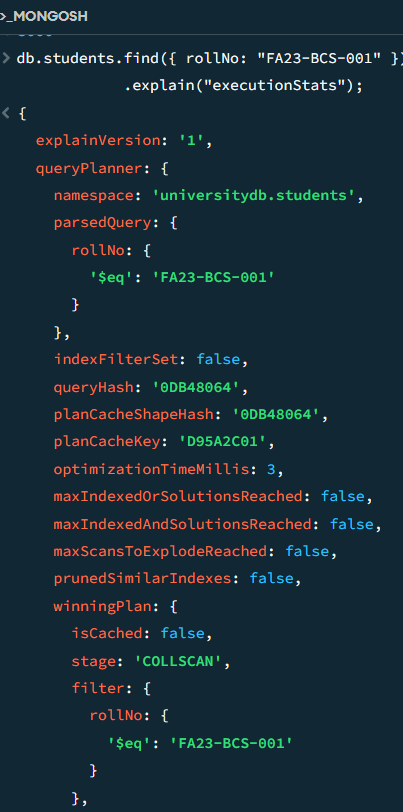 >_MONGOSH
> db.students.find({ rollNo: "FA23-BCS-001" })
.explain("executionStats");
< {
explainVersion: '1',
queryPlanner: {
namespace: 'universitydb.students',
parsedQuery: {
rollNo: {
'$eq': 'FA23-BCS-001'
}
},
indexFilterSet: false,
queryHash: '0DB48064',
planCacheShapeHash: '0DB48064',
planCacheKey: 'D95A2C01',
optimizationTimeMillis: 3,
maxIndexedOrSolutionsReached: false,
maxIndexedAndSolutionsReached: false,
maxScansToExplodeReached: false,
prunedSimilarIndexes: false,
winningPlan: {
isCached: false,
stage: 'COLLSCAN',
filter: {
rollNo: {
'$eq': 'FA23-BCS-001'
}
},